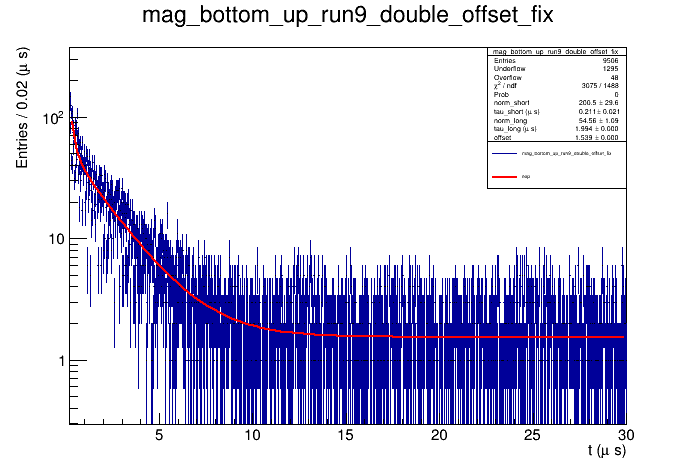 mag_bottom_up_run9_double_offset_fix
Entries / 0.02 (μ s)
mag_bottom_up_run9_double_offset_fix
Entries 9506
Underflow 1295
Overflow 48
χ² / ndf 3075 / 1488
Prob 0
norm_short 200.5 ± 29.6
tau_short (μ s) 0.211 ± 0.021
norm_long 54.56 ± 1.09
tau_long (μ s) 1.994 ± 0.000
offset 1.539 ± 0.000
mag_bottom_up_run9_double_offset_fix
exp
10²
10
1
5 10 15 20 25 30
t (μ s)